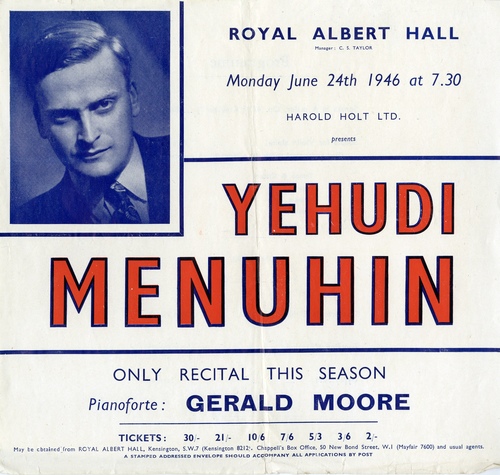 ROYAL ALBERT HALL
Manager: C. S. TAYLOR
Monday June 24th 1946 at 7.30
HAROLD HOLT LTD.
presents
YEHUDI
MENUHIN
ONLY RECITAL THIS SEASON
Pianoforte: GERALD MOORE
TICKETS: 30/- 21/- 10/6 7/6 5/3 3/6 2/-
May be obtained from ROYAL ALBERT HALL, Kensington, S.W.7 (Kensington 8212), Chappell's Box Office, 50 New Bond Street, W.1 (Mayfair 7600) and usual agents.
A STAMPED ADDRESSED ENVELOPE SHOULD ACCOMPANY ALL APPLICATIONS BY POST